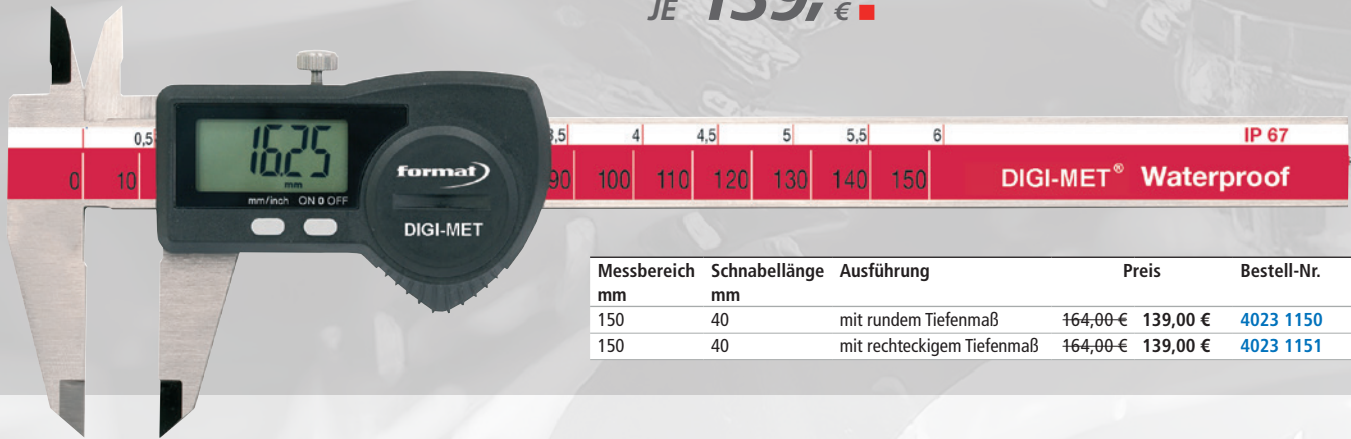 JE 139,€
0,5 3,5 4 4,5 5 5,5 6 IP 67
0 10 90 100 110 120 130 140 150 DIGI-MET® Waterproof
16.25
mm
mm/inch ON 0 OFF
format
DIGI-MET
Messbereich Schnabellänge Ausführung Preis Bestell-Nr.
mm mm
150 40 mit rundem Tiefenmaß 164,00 € 139,00 € 4023 1150
150 40 mit rechteckigem Tiefenmaß 164,00 € 139,00 € 4023 1151